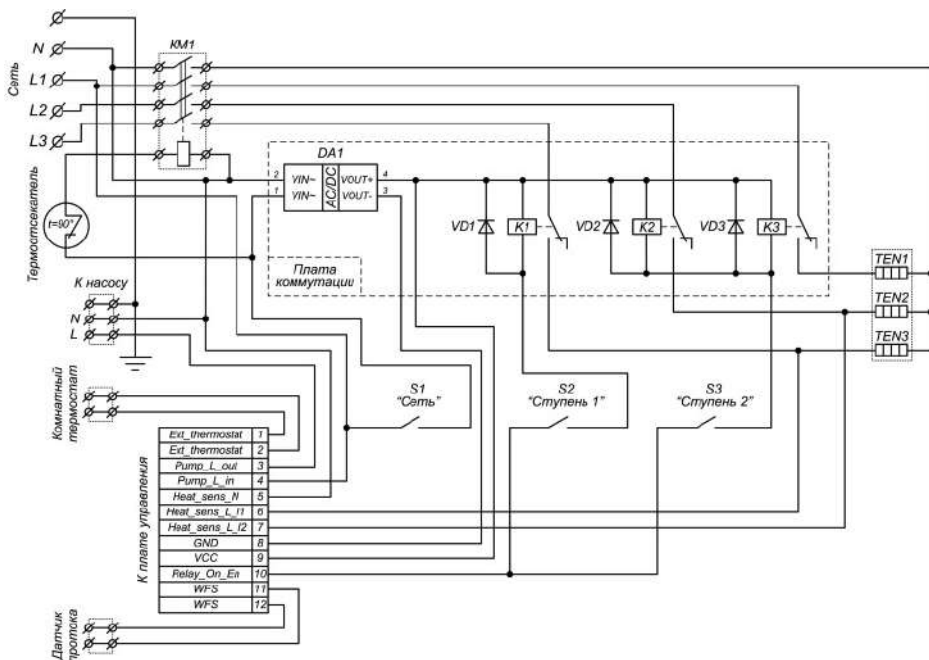 Сеть
N
L1
L2
L3
KM1
Термостсекатель
t=90°
DA1
2
1
VIN~
VIN~
AC/DC
VOUT+
VOUT-
4
3
VD1
K1
VD2
K2
VD3
K3
Плата
коммутации
TEN1
TEN2
TEN3
К насосу
N
L
Комнатный
термостат
S1
"Сеть"
S2
"Ступень 1"
S3
"Ступень 2"
К плате управления
Ext_thermostat 1
Ext_thermostat 2
Pump_L_out 3
Pump_L_in 4
Heat_sens_N 5
Heat_sens_L_l1 6
Heat_sens_L_l2 7
GND 8
VCC 9
Relay_On_En 10
WFS 11
WFS 12
Датчик
протока